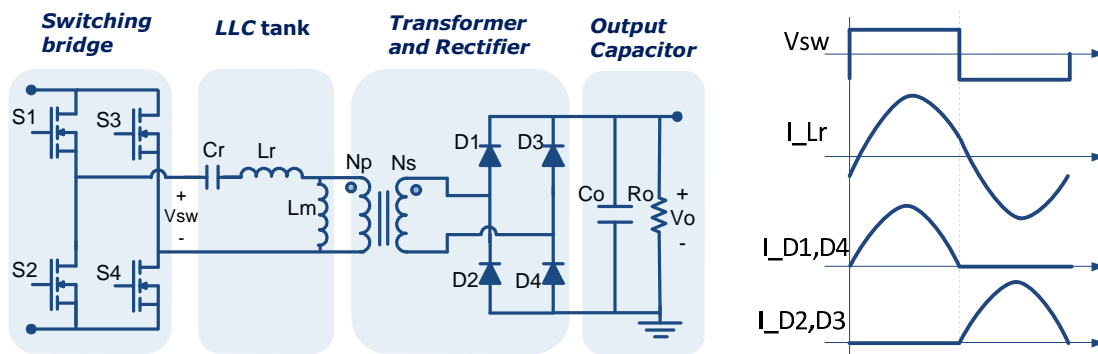 Switching
bridge
LLC tank
Transformer
and Rectifier
Output
Capacitor
S1
S3
S2
S4
+
Vsw
-
Cr
Lr
Lm
Np
Ns
D1
D3
D2
D4
Co
Ro
+
Vo
-
Vsw
I_Lr
I_D1,D4
I_D2,D3